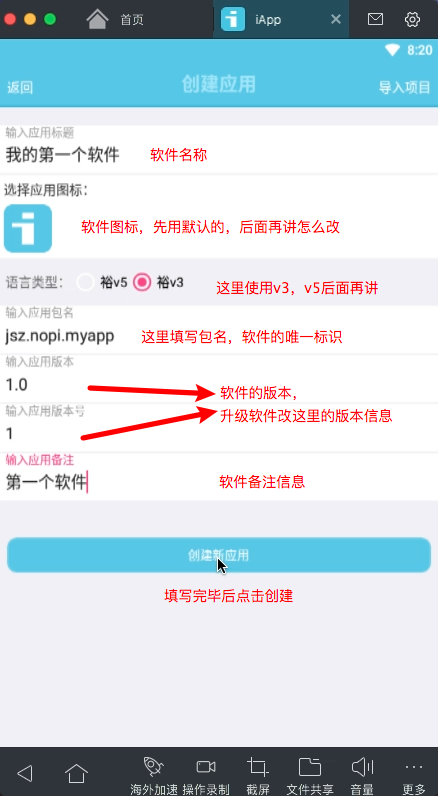 首页
iApp
8:20
返回
创建应用
导入项目
输入应用标题
我的第一个软件
软件名称
选择应用图标:
软件图标，先用默认的，后面再讲怎么改
语言类型:
裕v5
裕v3
这里使用v3，v5后面再讲
输入应用包名
jsz.nopi.myapp
这里填写包名，软件的唯一标识
输入应用版本
1.0
软件的版本，
输入应用版本号
升级软件改这里的版本信息
1
输入应用备注
第一个软件
软件备注信息
创建新应用
填写完毕后点击创建
海外加速
操作录制
截屏
文件共享
音量
更多